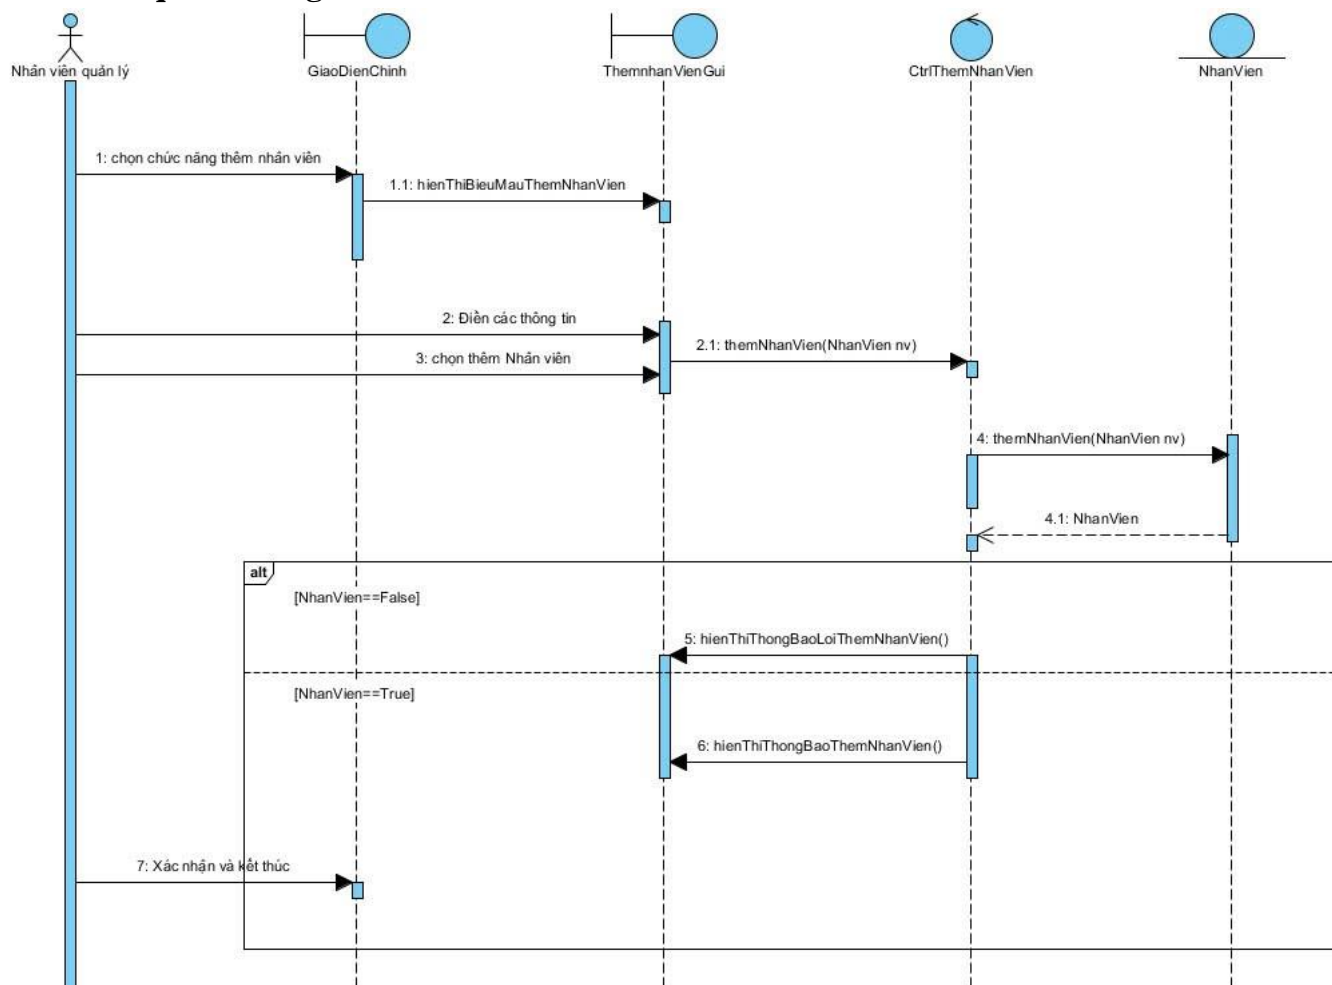 Nhân viên quản lý
GiaoDienChinh
ThemnhanVienGui
CtrlThemNhanVien
NhanVien
1: chọn chức năng thêm nhân viên
1.1: hienThiBieuMauThemNhanVien
2: Điền các thông tin
2.1: themNhanVien(NhanVien nv)
3: chọn thêm Nhân viên
4: themNhanVien(NhanVien nv)
4.1: NhanVien
alt
[NhanVien==False]
5: hienThiThongBaoLoiThemNhanVien()
[NhanVien==True]
6: hienThiThongBaoThemNhanVien()
7: Xác nhận và kết thúc